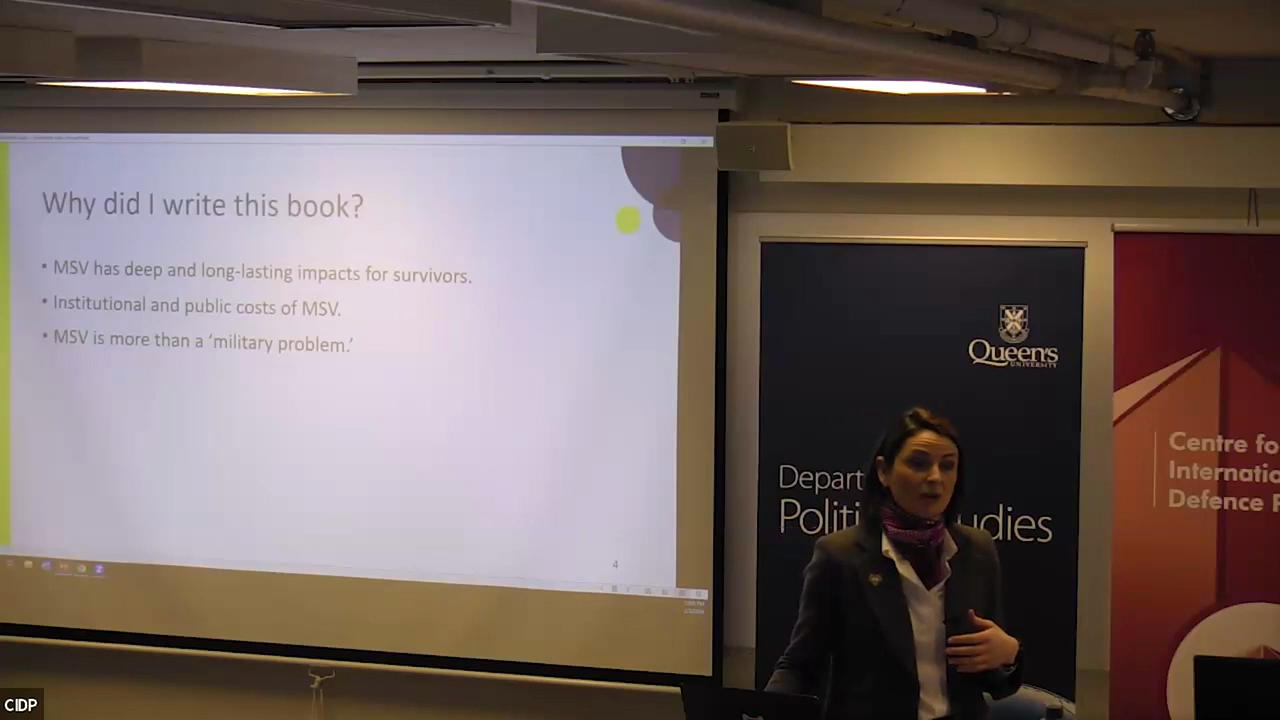 Why did I write this book?
• MSV has deep and long-lasting impacts for survivors.
• Institutional and public costs of MSV.
• MSV is more than a 'military problem.'
4
Queen's
UNIVERSITY
Depart
Politi udies
Centre fo
Internatio
Defence P
CIDP